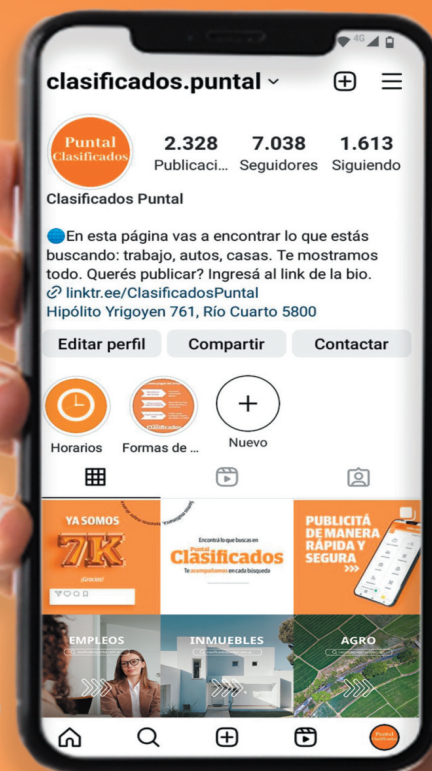 4G
clasificados.puntal
Puntal
Clasificados
2.328 7.038 1.613
Publicaci... Seguidores Siguiendo
Clasificados Puntal
En esta página vas a encontrar lo que estás
buscando: trabajo, autos, casas. Te mostramos
todo. Querés publicar? Ingresá al link de la bio.
linktr.ee/ClasificadosPuntal
Hipólito Yrigoyen 761, Río Cuarto 5800
Editar perfil Compartir Contactar
Horarios Formas de ... Nuevo
YA SOMOS
7K
¡Gracias!
Encontrá lo que buscas en
Puntal
Clasificados
Te acompañamos en cada búsqueda
PUBLICITÁ
DE MANERA
RÁPIDA Y
SEGURA
EMPLEOS INMUEBLES AGRO
Puntal
Clasificados